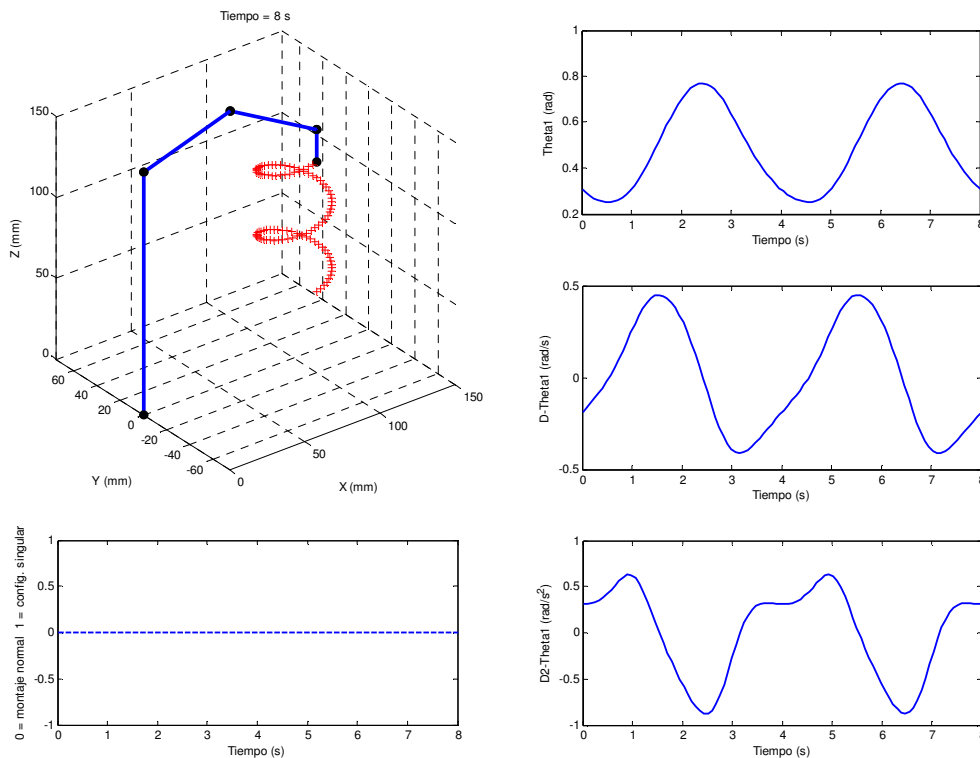 Tiempo = 8 s
150
100
50
0
Z (mm)
60
40
20
0
-20
-40
-60
Y (mm)
0
50
100
150
X (mm)
1
0.8
0.6
0.4
0.2
Theta1 (rad)
0 1 2 3 4 5 6 7 8
Tiempo (s)
0.5
0
-0.5
D-Theta1 (rad/s)
0 1 2 3 4 5 6 7 8
Tiempo (s)
1
0.5
0
-0.5
-1
0 = montaje normal 1 = config. singular
0 1 2 3 4 5 6 7 8
Tiempo (s)
1
0.5
0
-0.5
-1
D2-Theta1 (rad/s²)
0 1 2 3 4 5 6 7 8
Tiempo (s)